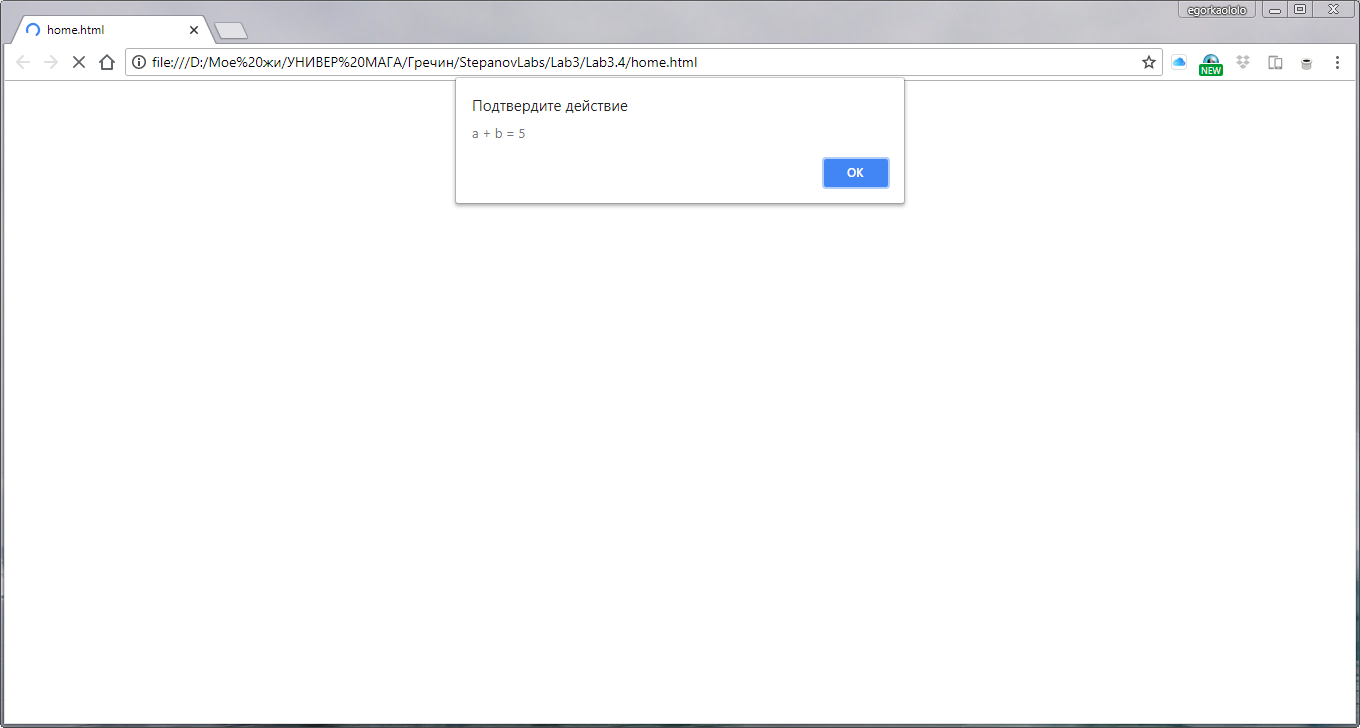 egorkaololo
home.html
file:///D:/Мое%20жи/УНИВЕР%20МАГА/Гречин/StepanovLabs/Lab3/Lab3.4/home.html
NEW
Подтвердите действие
a + b = 5
ОК